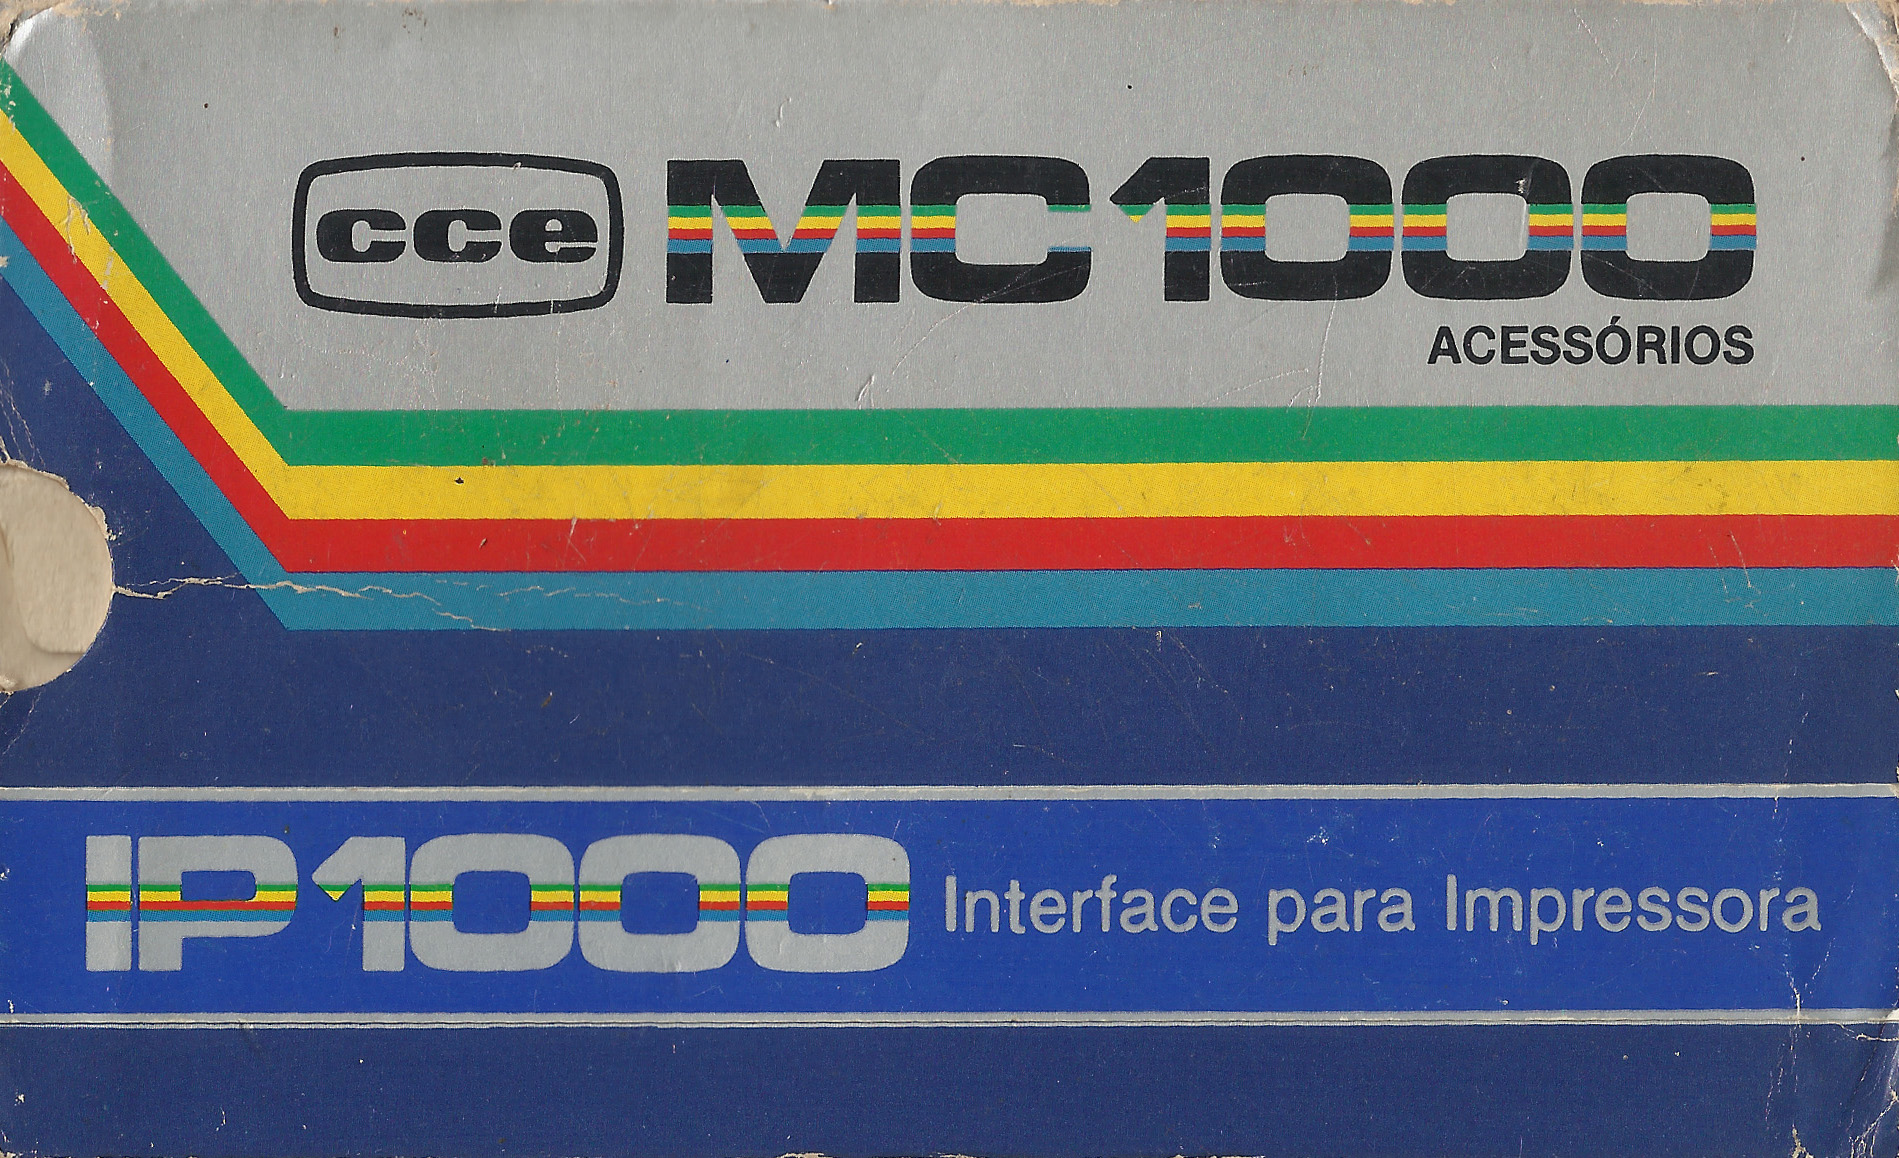 cce MC1000
ACESSÓRIOS
IP1000 Interface para Impressora